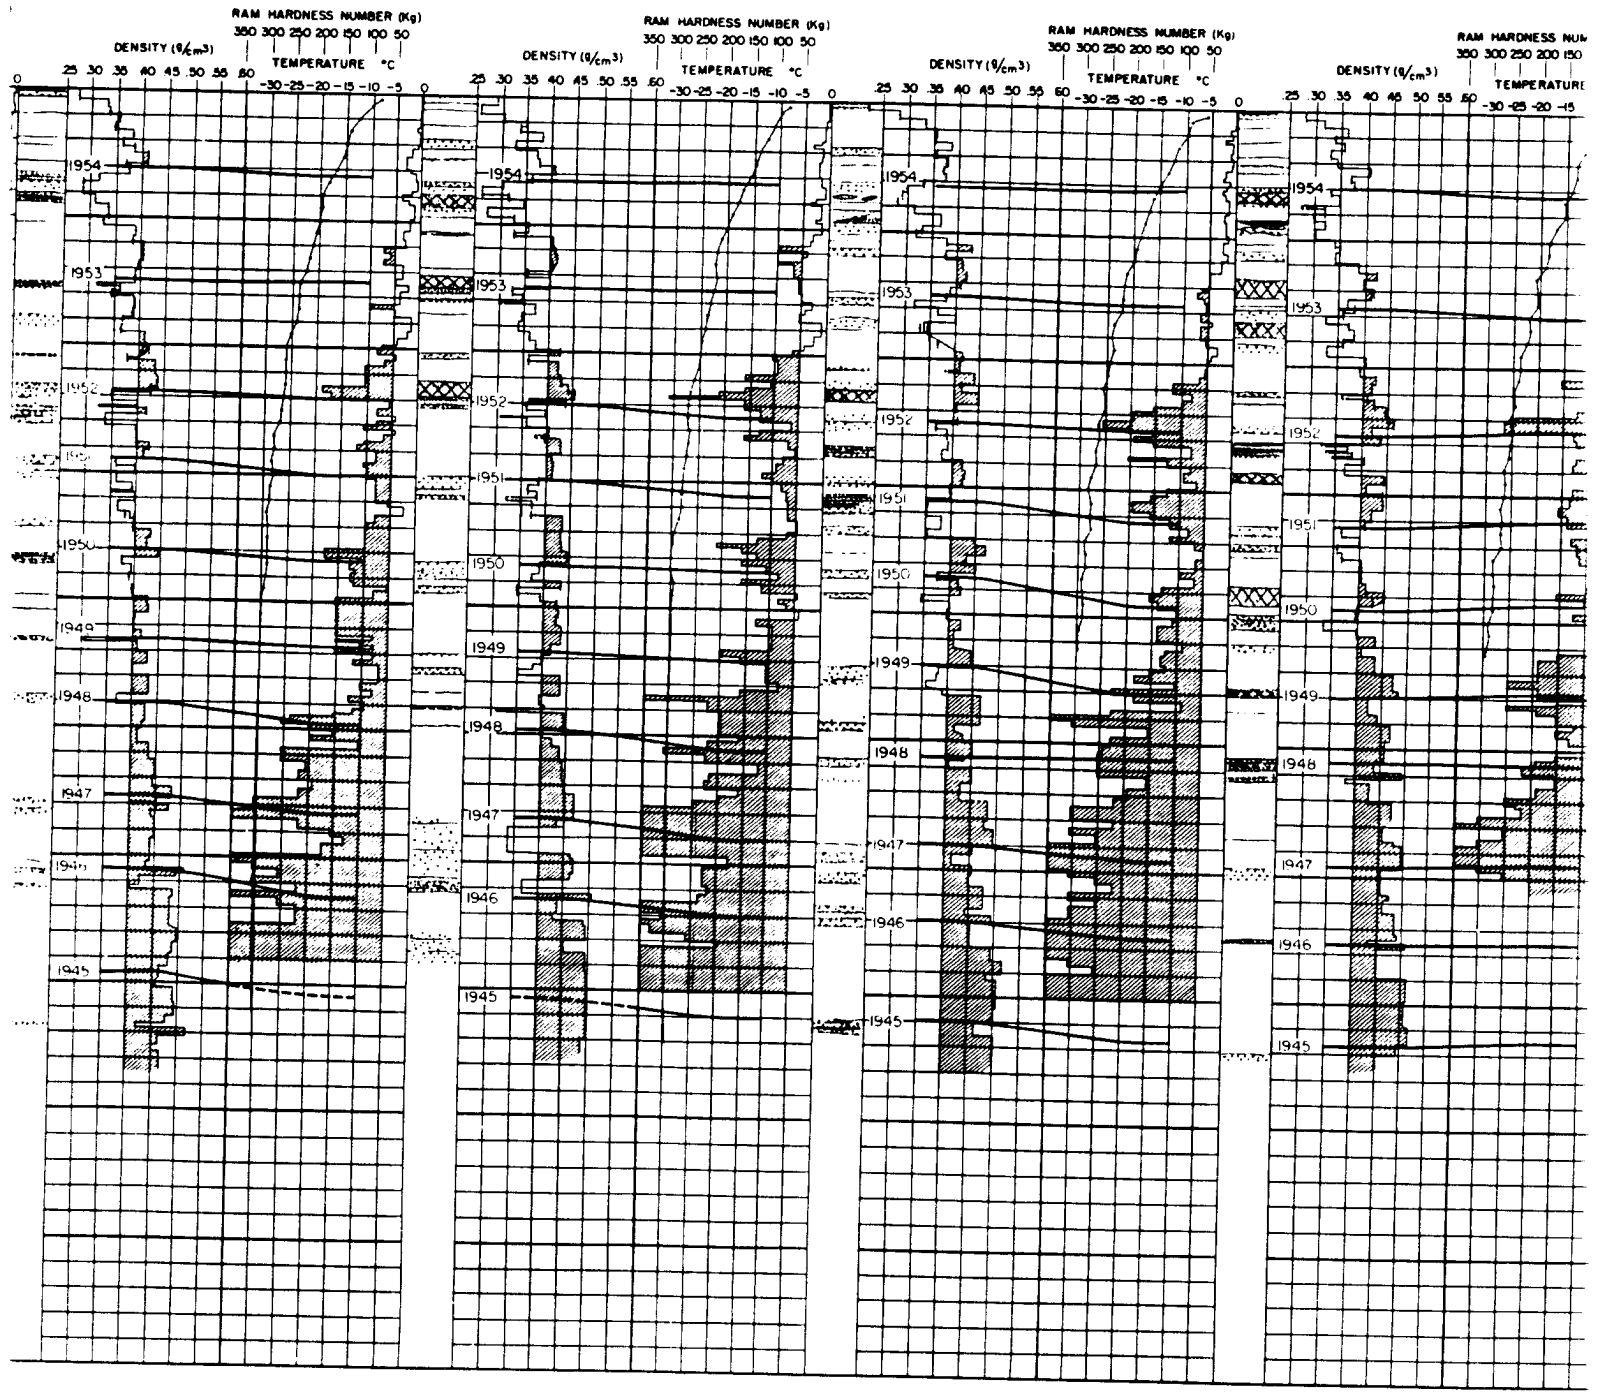 RAM HARDNESS NUMBER (Kg)
350 300 250 200 150 100 50
DENSITY (g/cm3)
TEMPERATURE °C
0 .25 .30 .35 .40 .45 .50 .55 .60
-30 -25 -20 -15 -10 -5
1954
1953
1952
1950
1949
1948
1947
1945
RAM HARDNESS NUMBER (Kg)
350 300 250 200 150 100 50
DENSITY (g/cm3)
TEMPERATURE °C
0 .25 .30 .35 .40 .45 .50 .55 .60
-30 -25 -20 -15 -10 -5
1954
1953
1952
1951
1950
1949
1948
1947
1946
1945
RAM HARDNESS NUMBER (Kg)
350 300 250 200 150 100 50
DENSITY (g/cm3)
TEMPERATURE °C
0 .25 .30 .35 .40 .45 .50 .55 .60
-30 -25 -20 -15 -10 -5
1954
1953
1952
1951
1950
1949
1948
1947
1946
1945
RAM HARDNESS NUM
350 300 250 200 150
DENSITY (g/cm3)
TEMPERATURE
0 .25 .30 .35 .40 .45 .50 .55 .60
-30 -25 -20 -15
1954
1953
1952
1951
1950
1949
1948
1947
1946
1945